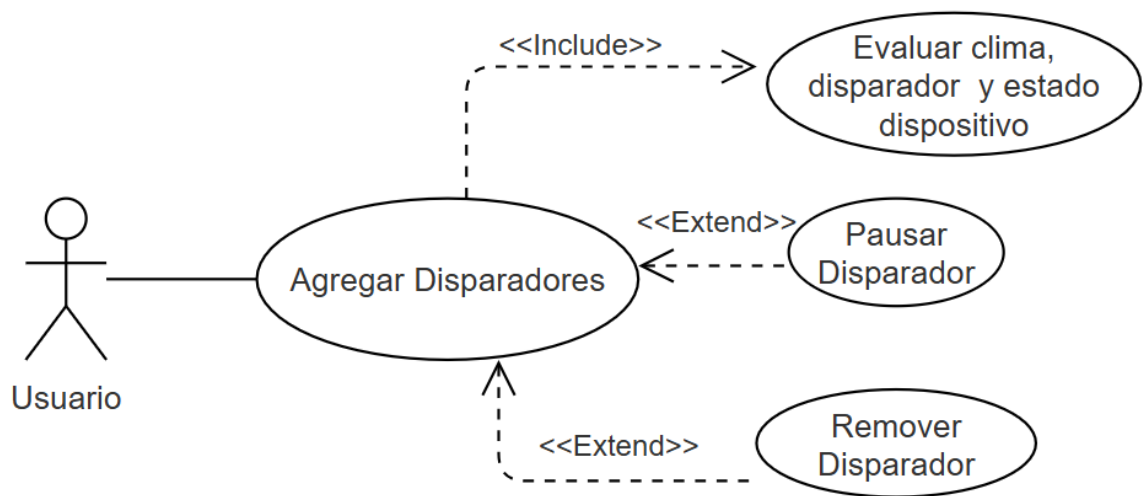 <<Include>>
Evaluar clima,
disparador y estado
dispositivo
<<Extend>>
Pausar
Disparador
Agregar Disparadores
Usuario
<<Extend>>
Remover
Disparador